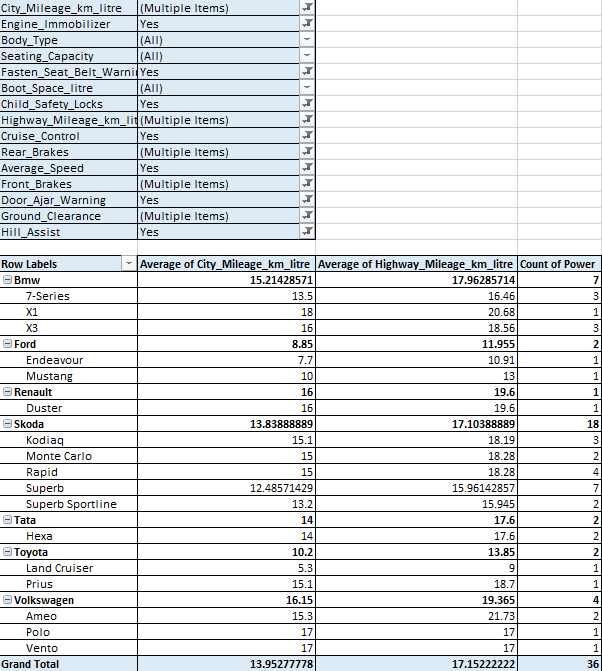 City_Mileage_km_litre (Multiple Items)
Engine_Immobilizer Yes
Body_Type (All)
Seating_Capacity (All)
Fasten_Seat_Belt_Warni Yes
Boot_Space_litre (All)
Child_Safety_Locks Yes
Highway_Mileage_km_lit (Multiple Items)
Cruise_Control Yes
Rear_Brakes (Multiple Items)
Average_Speed Yes
Front_Brakes (Multiple Items)
Door_Ajar_Warning Yes
Ground_Clearance (Multiple Items)
Hill_Assist Yes
Row Labels Average of City_Mileage_km_litre Average of Highway_Mileage_km_litre Count of Power
Bmw 15.21428571 17.96285714 7
7-Series 13.5 16.46 3
X1 18 20.68 1
X3 16 18.56 3
Ford 8.85 11.955 2
Endeavour 7.7 10.91 1
Mustang 10 13 1
Renault 16 19.6 1
Duster 16 19.6 1
Skoda 13.83888889 17.10388889 18
Kodiaq 15.1 18.19 3
Monte Carlo 15 18.28 2
Rapid 15 18.28 4
Superb 12.48571429 15.96142857 7
Superb Sportline 13.2 15.945 2
Tata 14 17.6 2
Hexa 14 17.6 2
Toyota 10.2 13.85 2
Land Cruiser 5.3 9 1
Prius 15.1 18.7 1
Volkswagen 16.15 19.365 4
Ameo 15.3 21.73 2
Polo 17 17 1
Vento 17 17 1
Grand Total 13.95277778 17.15222222 36